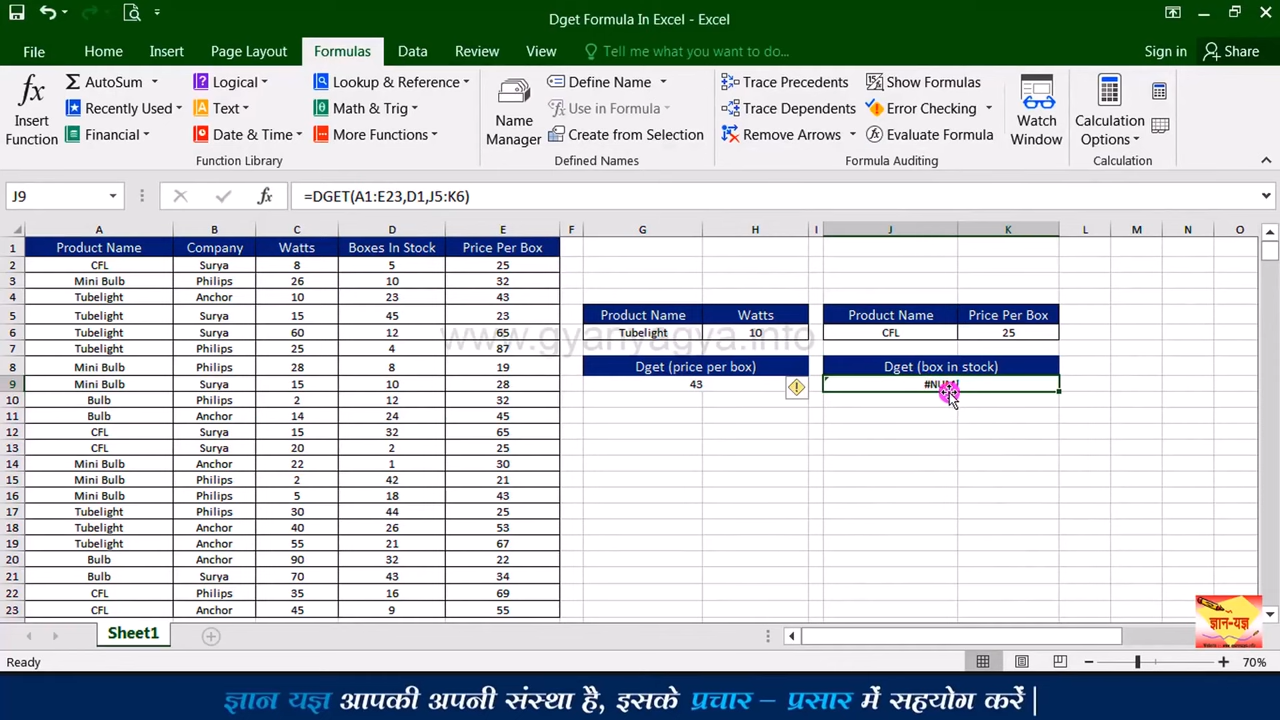 Dget Formula In Excel - Excel
File Home Insert Page Layout Formulas Data Review View Tell me what you want to do... Sign in Share
AutoSum Logical Lookup & Reference Define Name Trace Precedents Show Formulas
Recently Used Text Math & Trig Use in Formula Trace Dependents Error Checking
Financial Date & Time More Functions Create from Selection Remove Arrows Evaluate Formula
fx Insert Function Name Manager Watch Window Calculation Options
Function Library Defined Names Formula Auditing Calculation
J9 fx =DGET(A1:E23,D1,J5:K6)
A B C D E F G H I J K L M N O
1 Product Name Company Watts Boxes In Stock Price Per Box
2 CFL Surya 8 5 25
3 Mini Bulb Philips 26 10 32
4 Tubelight Anchor 10 23 43
5 Tubelight Surya 15 45 23 Product Name Watts Product Name Price Per Box
6 Tubelight Surya 60 12 65 Tubelight 10 CFL 25
www.gyanyagya.info
7 Tubelight Philips 25 4 87
8 Mini Bulb Philips 28 8 19 Dget (price per box) Dget (box in stock)
9 Mini Bulb Surya 15 10 28 43 #NUM!
10 Bulb Philips 2 12 32
11 Bulb Anchor 14 24 45
12 CFL Surya 15 32 65
13 CFL Surya 20 2 25
14 Mini Bulb Anchor 22 1 30
15 Mini Bulb Philips 2 42 21
16 Mini Bulb Philips 5 18 43
17 Tubelight Philips 30 44 25
18 Tubelight Anchor 40 26 53
19 Tubelight Anchor 55 21 67
20 Bulb Anchor 90 32 22
21 Bulb Surya 70 43 34
22 CFL Philips 35 16 69
23 CFL Anchor 45 9 55
ज्ञान-यज्ञ
Sheet1
Ready 70%
ज्ञान यज्ञ आपकी अपनी संस्था है, इसके प्रचार – प्रसार में सहयोग करें |